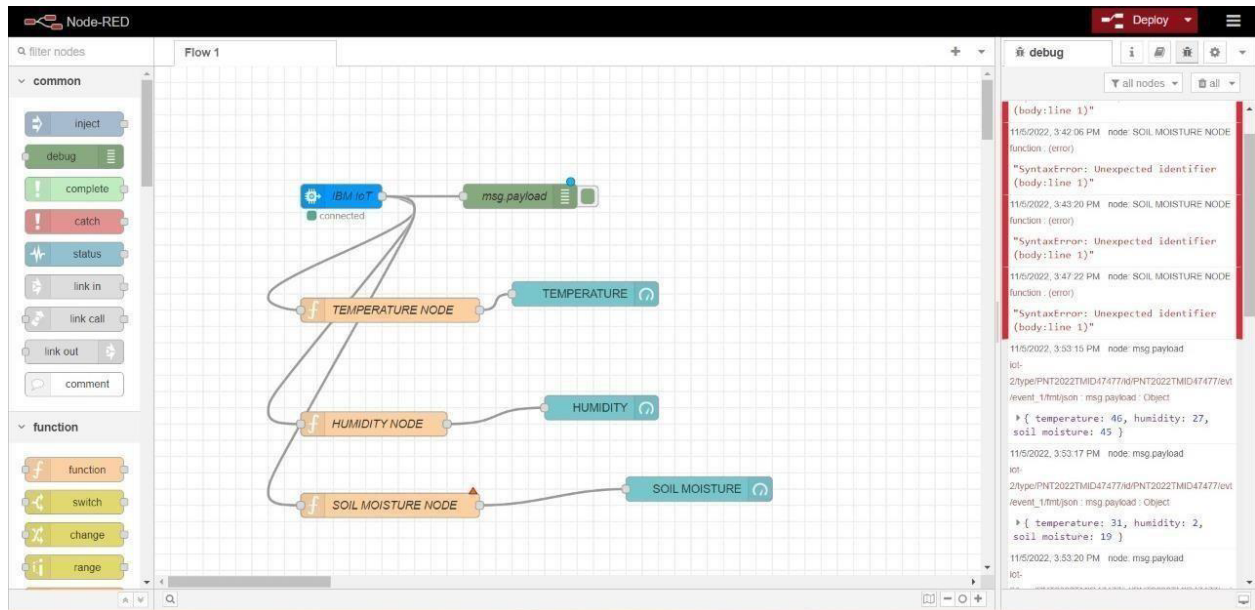 Node-RED
Deploy
filter nodes
Flow 1
debug
i
common
all nodes
all
inject
debug
complete
catch
status
link in
link call
link out
comment
function
function
switch
change
range
IBM IoT
connected
msg.payload
TEMPERATURE NODE
TEMPERATURE
HUMIDITY NODE
HUMIDITY
SOIL MOISTURE NODE
SOIL MOISTURE
(body:line 1)"
11/5/2022, 3:42:06 PM node: SOIL MOISTURE NODE
function : (error)
"SyntaxError: Unexpected identifier
(body:line 1)"
11/5/2022, 3:43:20 PM node: SOIL MOISTURE NODE
function : (error)
"SyntaxError: Unexpected identifier
(body:line 1)"
11/5/2022, 3:47:22 PM node: SOIL MOISTURE NODE
function : (error)
"SyntaxError: Unexpected identifier
(body:line 1)"
11/5/2022, 3:53:15 PM node: msg.payload
iot-
2/type/PNT2022TMID47477/id/PNT2022TMID47477/evt
/event_1/fmt/json : msg.payload : Object
{ temperature: 46, humidity: 27,
soil moisture: 45 }
11/5/2022, 3:53:17 PM node: msg.payload
iot-
2/type/PNT2022TMID47477/id/PNT2022TMID47477/evt
/event_1/fmt/json : msg.payload : Object
{ temperature: 31, humidity: 2,
soil moisture: 19 }
11/5/2022, 3:53:20 PM node: msg.payload
iot-